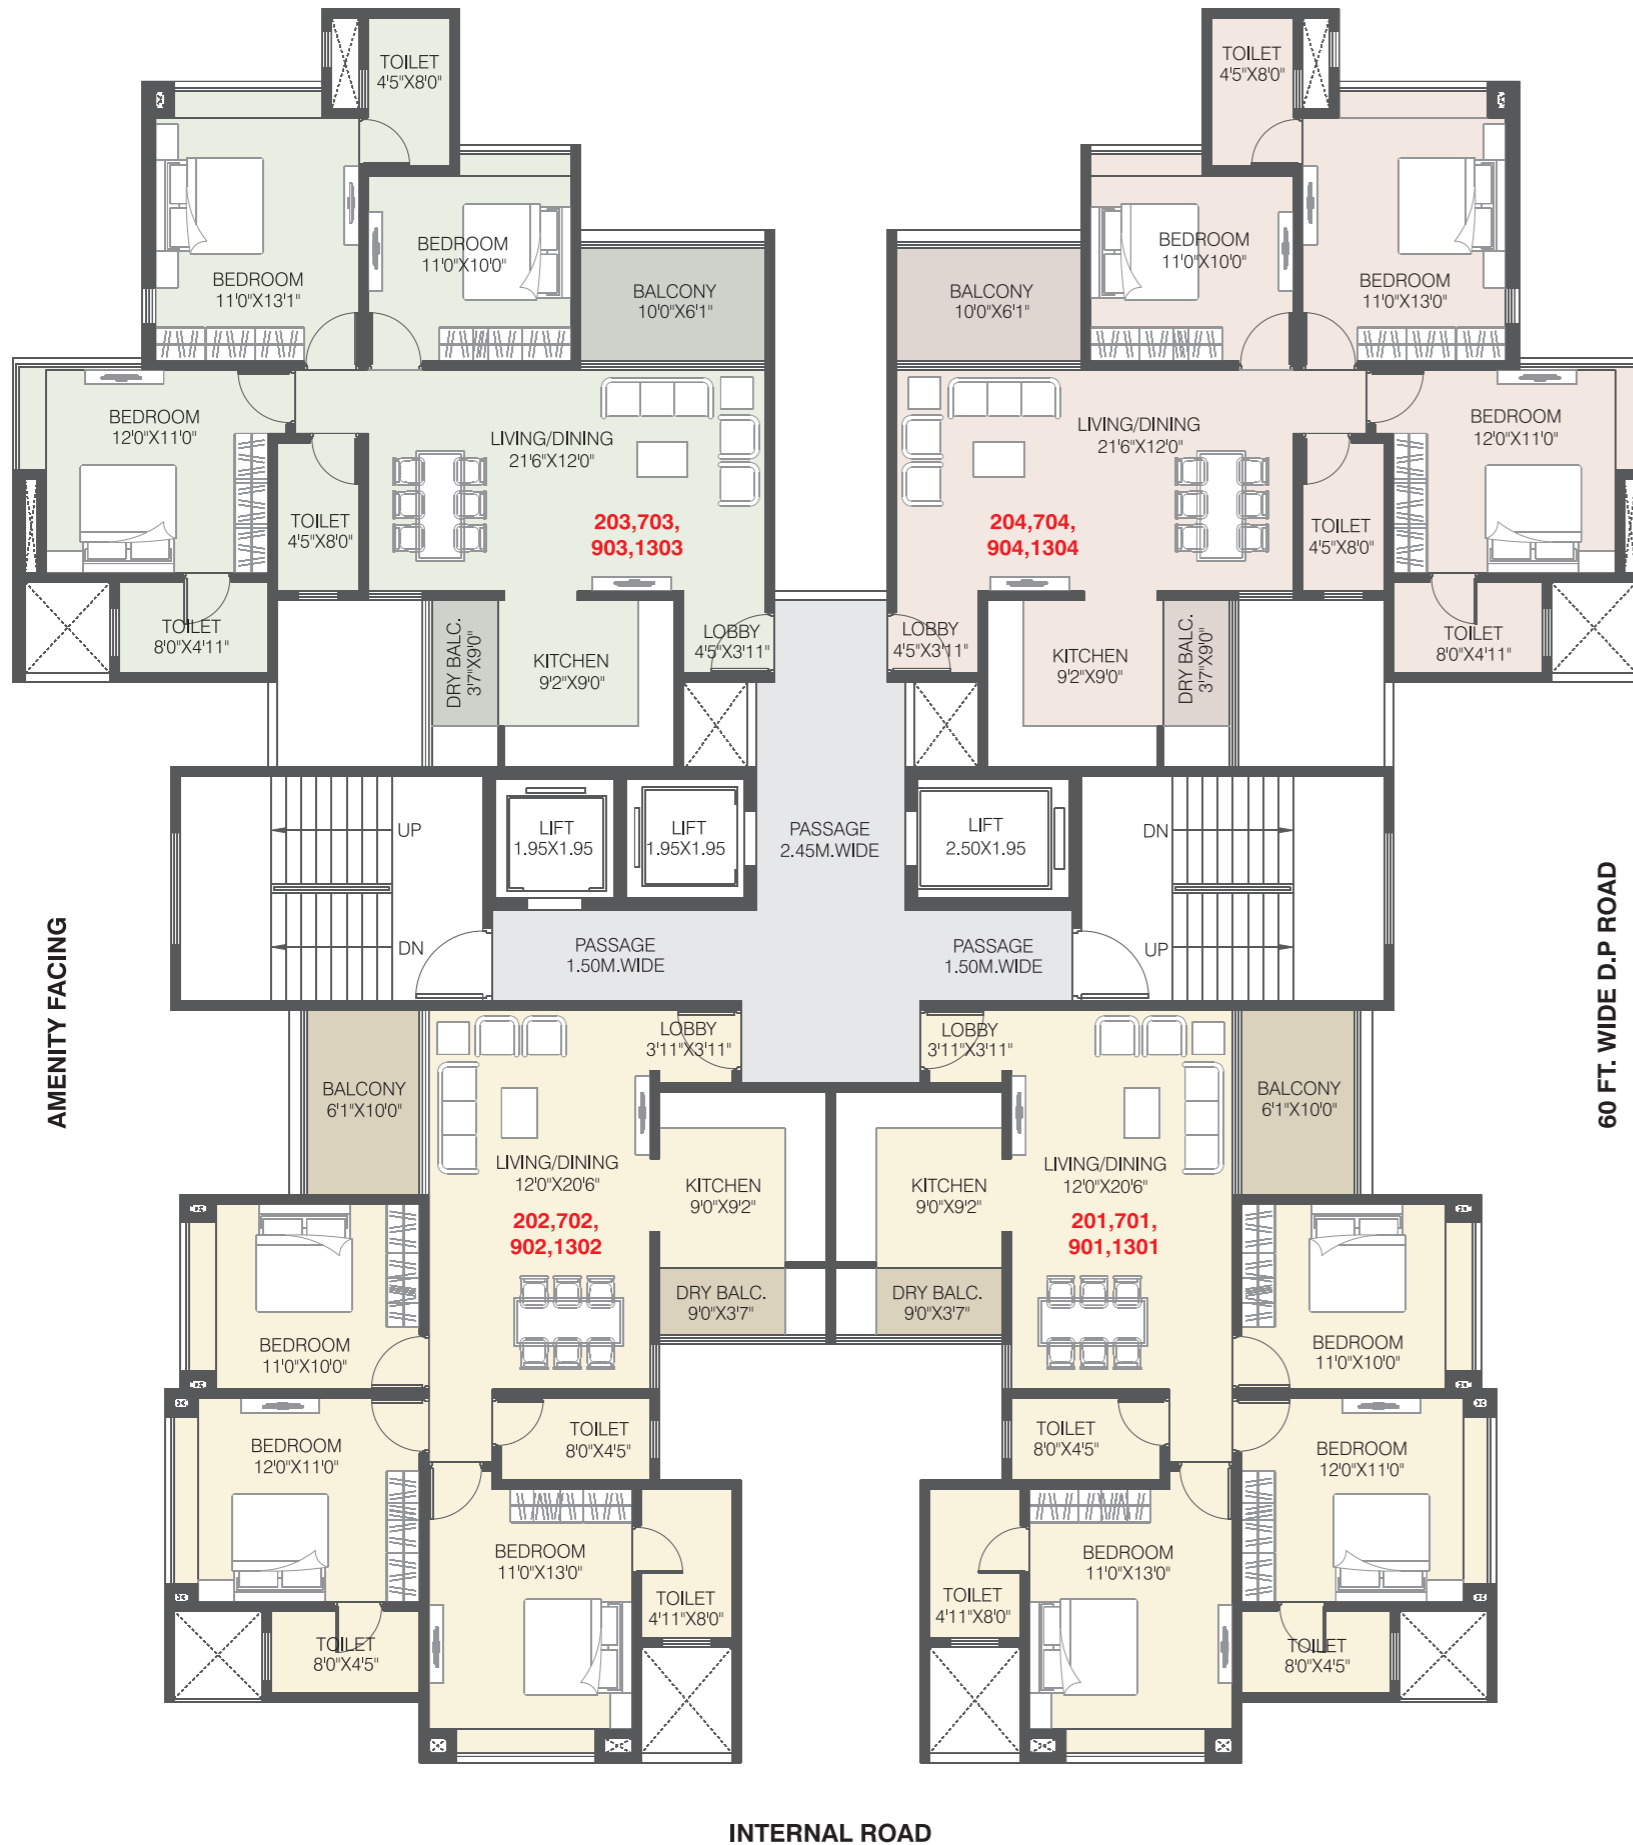 TOILET
4'5"X8'0"
TOILET
4'5"X8'0"
BEDROOM
11'0"X13'1"
BEDROOM
11'0"X10'0"
BALCONY
10'0"X6'1"
BALCONY
10'0"X6'1"
BEDROOM
11'0"X10'0"
BEDROOM
11'0"X13'0"
BEDROOM
12'0"X11'0"
LIVING/DINING
21'6"X12'0"
LIVING/DINING
21'6"X12'0"
BEDROOM
12'0"X11'0"
TOILET
4'5"X8'0"
203,703,
903,1303
204,704,
904,1304
TOILET
4'5"X8'0"
TOILET
8'0"X4'11"
DRY BALC.
3'7"X9'0"
KITCHEN
9'2"X9'0"
LOBBY
4'5"X3'11"
LOBBY
4'5"X3'11"
KITCHEN
9'2"X9'0"
DRY BALC.
3'7"X9'0"
TOILET
8'0"X4'11"
UP
LIFT
1.95X1.95
LIFT
1.95X1.95
PASSAGE
2.45M.WIDE
LIFT
2.50X1.95
DN
DN
PASSAGE
1.50M.WIDE
PASSAGE
1.50M.WIDE
UP
AMENITY FACING
60 FT. WIDE D.P ROAD
LOBBY
3'11"X3'11"
LOBBY
3'11"X3'11"
BALCONY
6'1"X10'0"
BALCONY
6'1"X10'0"
LIVING/DINING
12'0"X20'6"
KITCHEN
9'0"X9'2"
KITCHEN
9'0"X9'2"
LIVING/DINING
12'0"X20'6"
202,702,
902,1302
201,701,
901,1301
DRY BALC.
9'0"X3'7"
DRY BALC.
9'0"X3'7"
BEDROOM
11'0"X10'0"
BEDROOM
11'0"X10'0"
BEDROOM
12'0"X11'0"
TOILET
8'0"X4'5"
TOILET
8'0"X4'5"
BEDROOM
12'0"X11'0"
BEDROOM
11'0"X13'0"
BEDROOM
11'0"X13'0"
TOILET
4'11"X8'0"
TOILET
4'11"X8'0"
TOILET
8'0"X4'5"
TOILET
8'0"X4'5"
INTERNAL ROAD